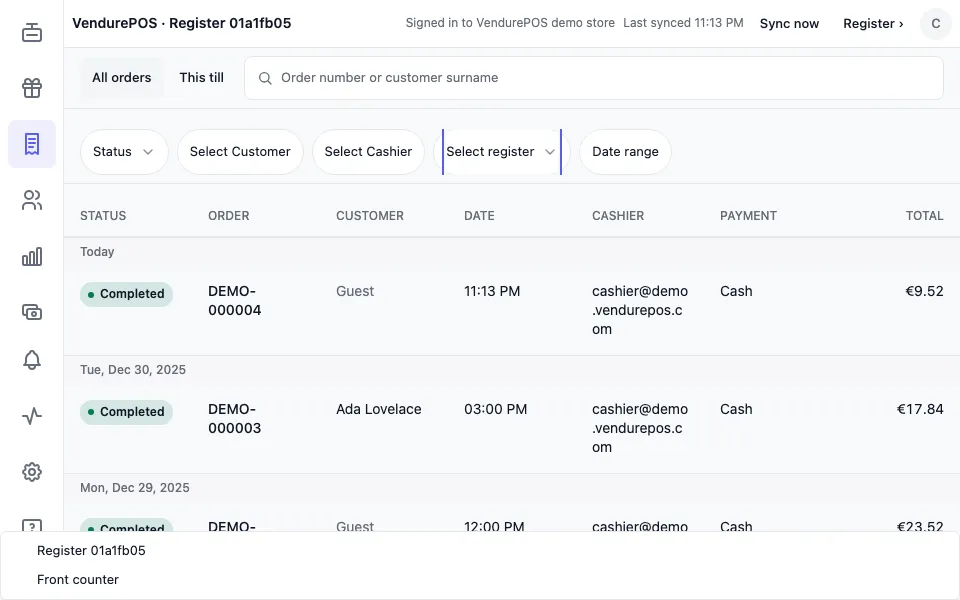 VendurePOS · Register 01a1fb05
Signed in to VendurePOS demo store
Last synced 11:13 PM
Sync now
Register ›
C
All orders
This till
Order number or customer surname
Status
Select Customer
Select Cashier
Select register
Date range
STATUS ORDER CUSTOMER DATE CASHIER PAYMENT TOTAL
Today
Completed DEMO- Guest 11:13 PM cashier@demo Cash €9.52
000004 .vendurepos.c
om
Tue, Dec 30, 2025
Completed DEMO- Ada Lovelace 03:00 PM cashier@demo Cash €17.84
000003 .vendurepos.c
om
Mon, Dec 29, 2025
Completed DEMO- Guest 12:00 PM cashier@demo Cash €23.52
Register 01a1fb05
Front counter